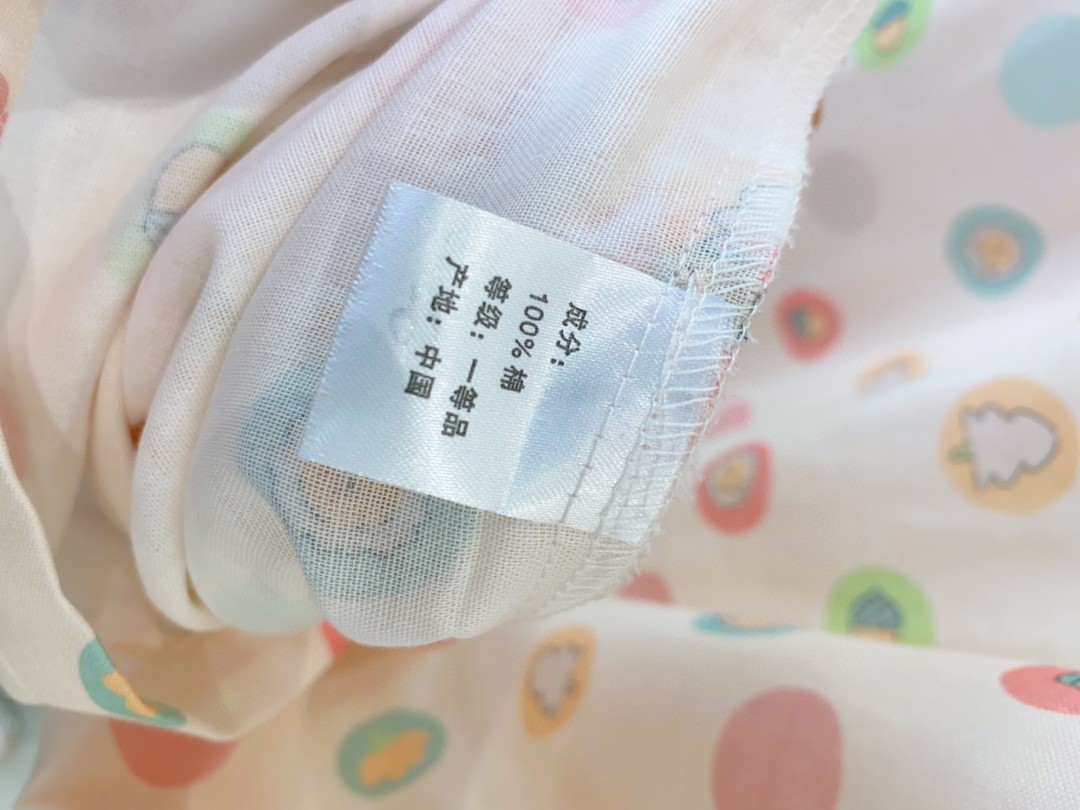 成分：
100% 棉
等级：一等品
产地：中国